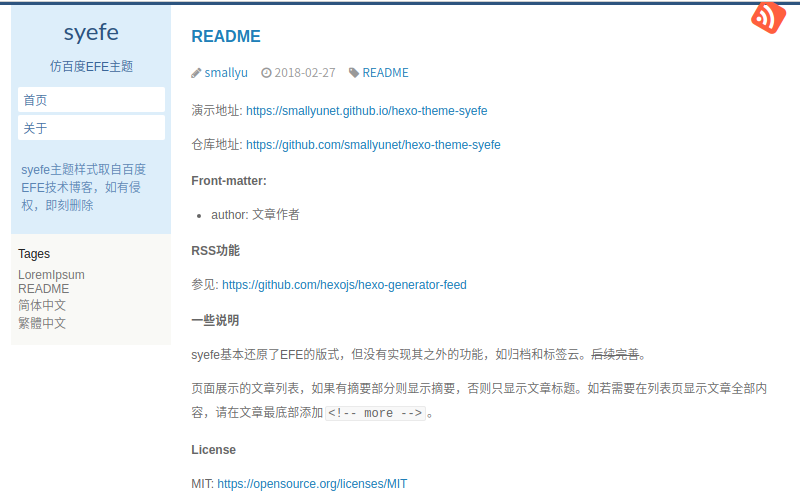 syefe
仿百度EFE主题
首页
关于
syefe主题样式取自百度
EFE技术博客，如有侵
权，即刻删除
Tages
LoremIpsum
README
简体中文
繁體中文
README
smallyu 2018-02-27 README
演示地址: https://smallyunet.github.io/hexo-theme-syefe
仓库地址: https://github.com/smallyunet/hexo-theme-syefe
Front-matter:
• author: 文章作者
RSS功能
参见: https://github.com/hexojs/hexo-generator-feed
一些说明
syefe基本还原了EFE的版式，但没有实现其之外的功能，如归档和标签云。后续完善。
页面展示的文章列表，如果有摘要部分则显示摘要，否则只显示文章标题。如若需要在列表页显示文章全部内
容，请在文章最底部添加 <!-- more --> 。
License
MIT: https://opensource.org/licenses/MIT